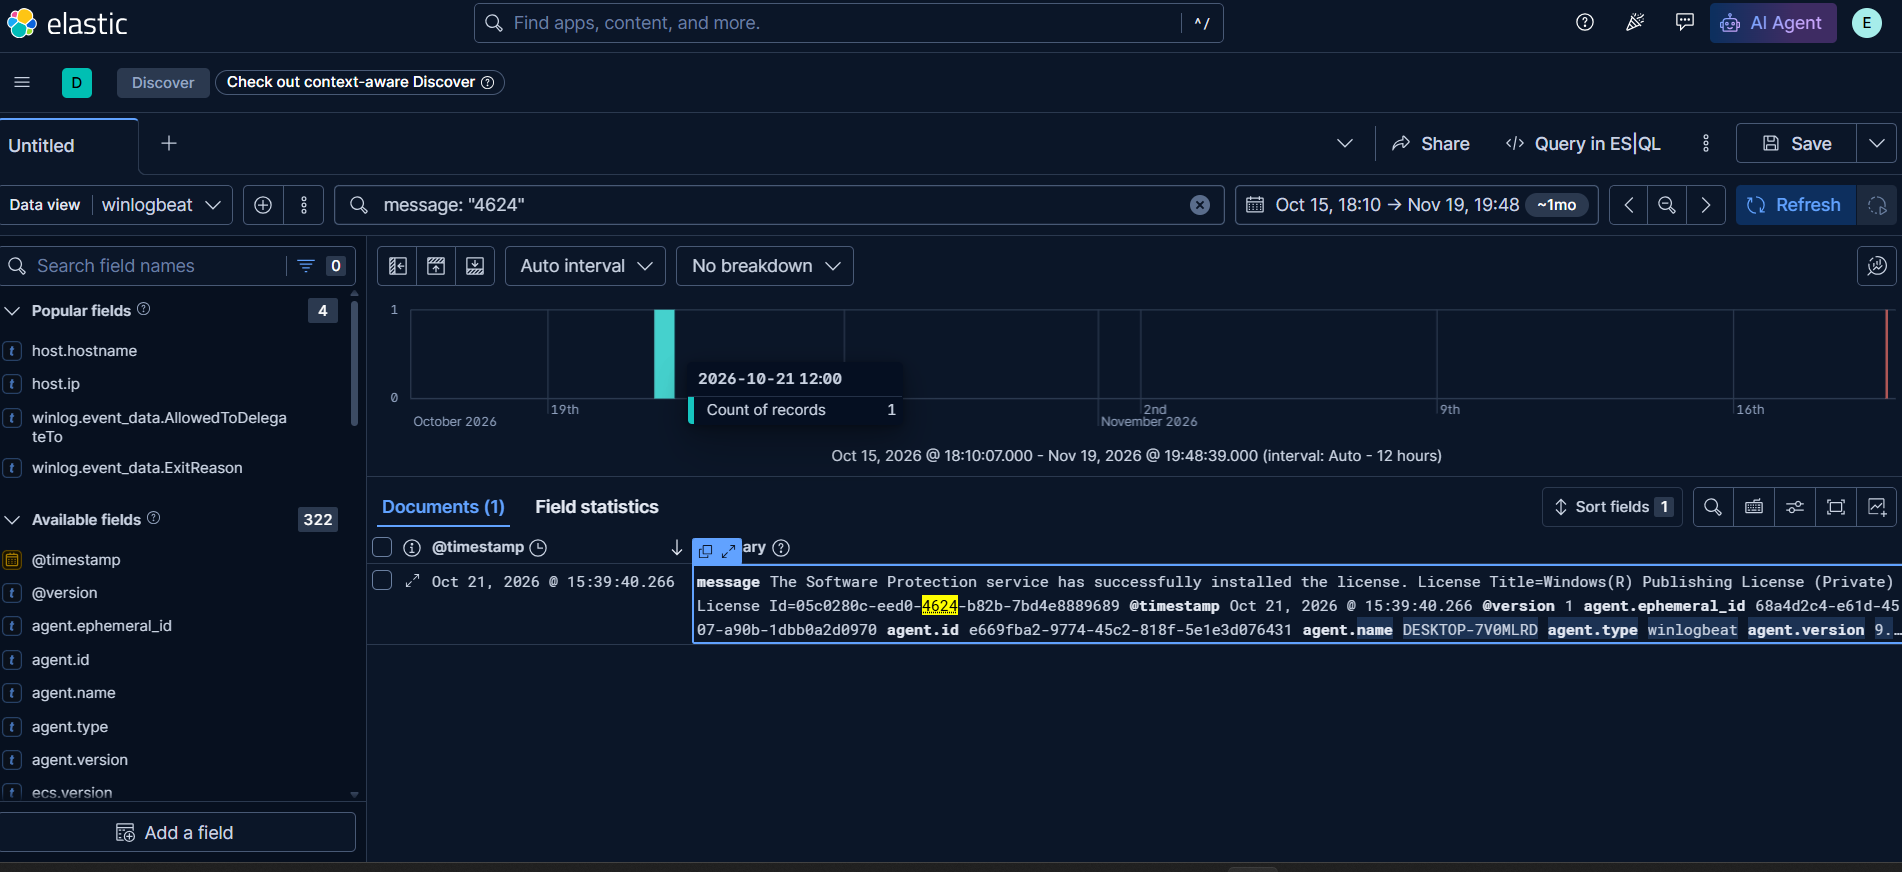 elastic
Find apps, content, and more.
^ /
AI Agent
E
D
Discover
Check out context-aware Discover
Untitled
Share
Query in ES|QL
Save
Data view
winlogbeat
message: "4624"
Oct 15, 18:10 → Nov 19, 19:48
~1mo
Refresh
Search field names
0
Auto interval
No breakdown
Popular fields
4
host.hostname
host.ip
winlog.event_data.AllowedToDelega
teTo
winlog.event_data.ExitReason
Available fields
322
@timestamp
@version
agent.ephemeral_id
agent.id
agent.name
agent.type
agent.version
ecs.version
Add a field
1
0
19th
October 2026
2nd
November 2026
9th
16th
2026-10-21 12:00
Count of records 1
Oct 15, 2026 @ 18:10:07.000 - Nov 19, 2026 @ 19:48:39.000 (interval: Auto - 12 hours)
Documents (1)
Field statistics
Sort fields 1
@timestamp
ary
Oct 21, 2026 @ 15:39:40.266
message The Software Protection service has successfully installed the license. License Title=Windows(R) Publishing License (Private)
License Id=05c0280c-eed0-4624-b82b-7bd4e8889689 @timestamp Oct 21, 2026 @ 15:39:40.266 @version 1 agent.ephemeral_id 68a4d2c4-e61d-45
07-a90b-1dbb0a2d0970 agent.id e669fba2-9774-45c2-818f-5e1e3d076431 agent.name DESKTOP-7V0MLRD agent.type winlogbeat agent.version 9.…